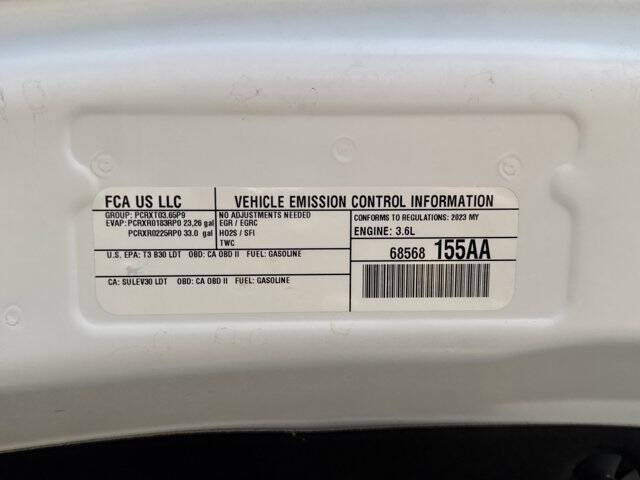 FCA US LLC
VEHICLE EMISSION CONTROL INFORMATION
GROUP: PCRXT03.65P9
EVAP: PCRXR0183RP0 23,26 gal
PCRXR0225RP0 33.0 gal
NO ADJUSTMENTS NEEDED
EGR / EGRC
HO2S / SFI
TWC
CONFORMS TO REGULATIONS: 2023 MY
ENGINE: 3.6L
U.S. EPA: T3 B30 LDT OBD: CA OBD II FUEL: GASOLINE
68568 155AA
CA: SULEV30 LDT OBD: CA OBD II FUEL: GASOLINE